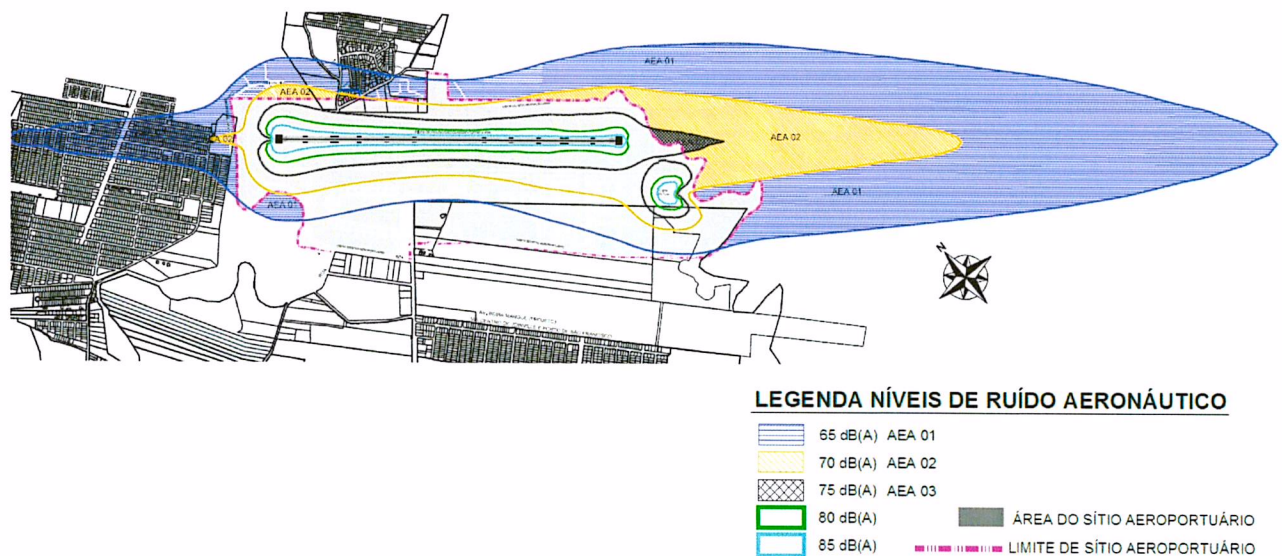 AEA 01
AEA 02
AEA 02
AEA 01
AEA 01
N
LEGENDA NÍVEIS DE RUÍDO AERONÁUTICO
65 dB(A) AEA 01
70 dB(A) AEA 02
75 dB(A) AEA 03
80 dB(A)
ÁREA DO SÍTIO AEROPORTUÁRIO
85 dB(A)
LIMITE DE SÍTIO AEROPORTUÁRIO